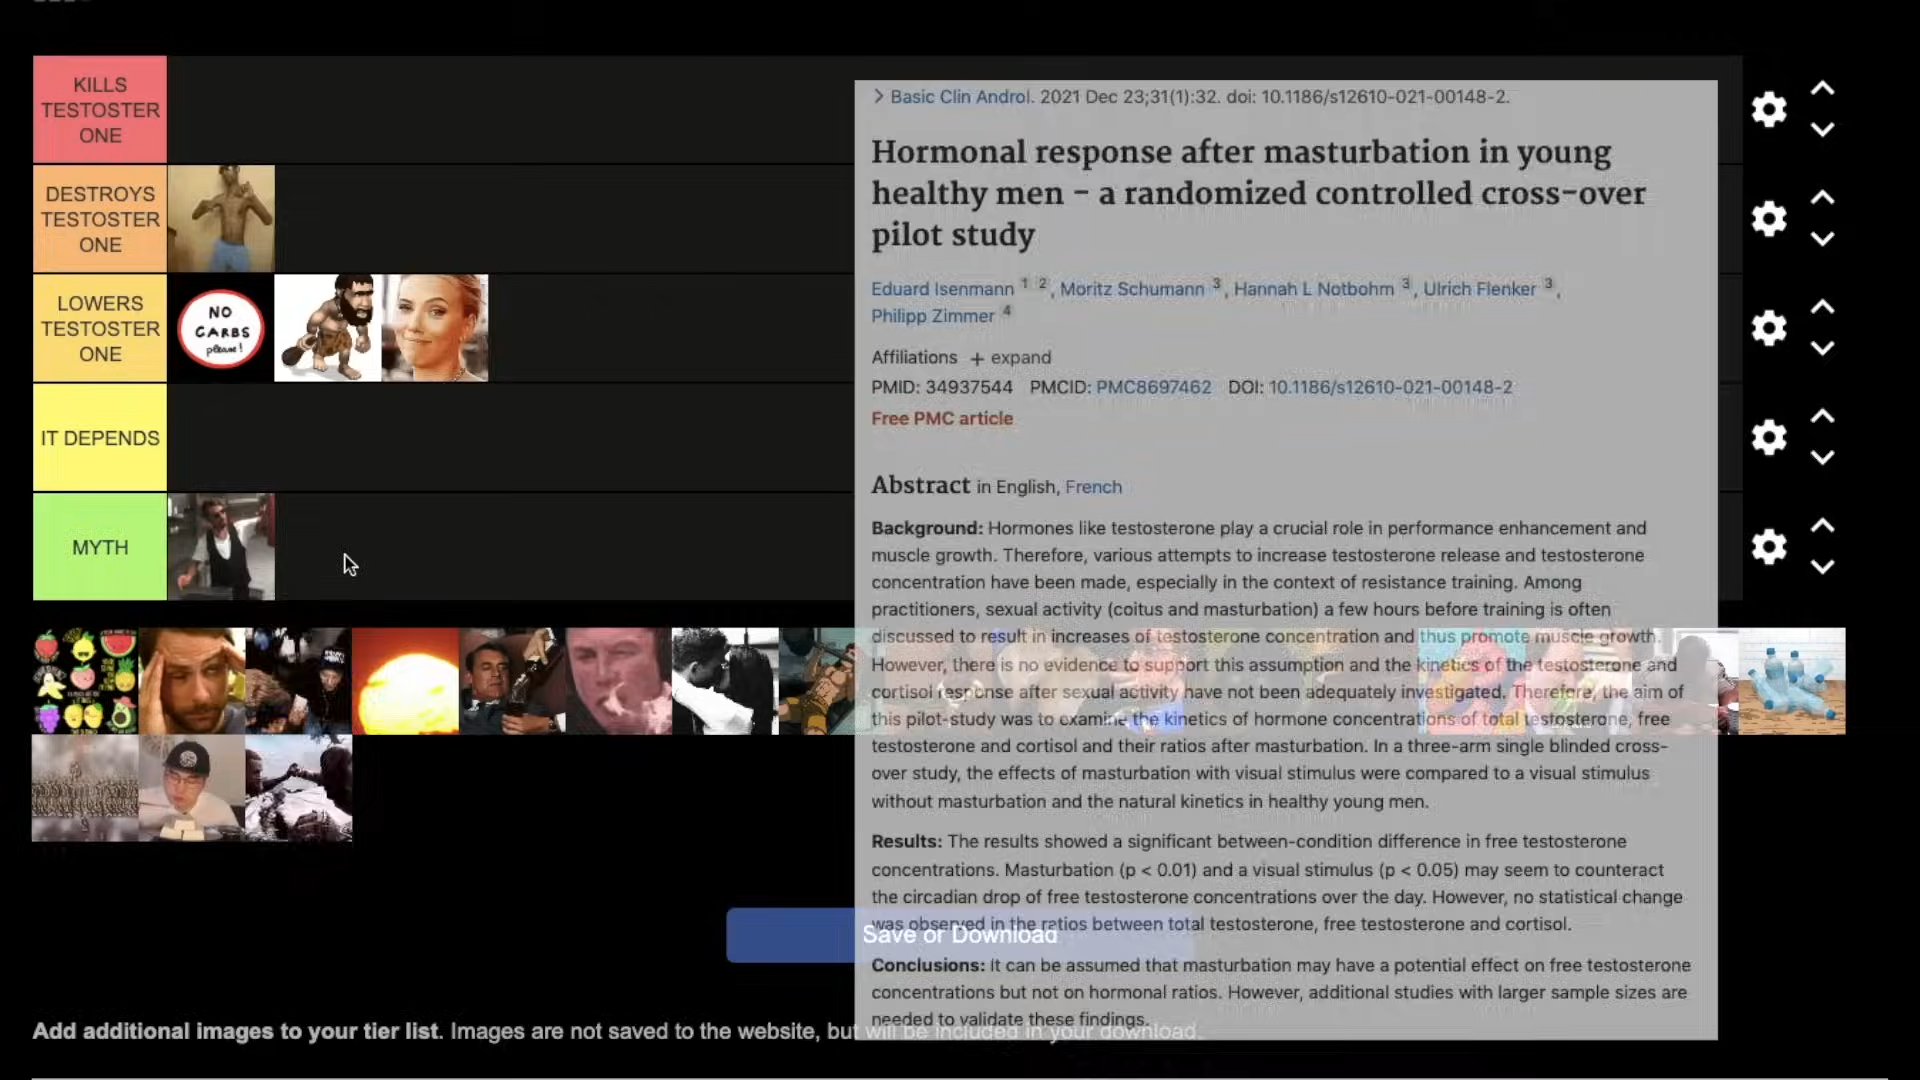 KILLS
TESTOSTER
ONE
DESTROYS
TESTOSTER
ONE
LOWERS
TESTOSTER
ONE
NO
CARBS
please!
IT DEPENDS
MYTH
> Basic Clin Androl. 2021 Dec 23;31(1):32. doi: 10.1186/s12610-021-00148-2.
Hormonal response after masturbation in young
healthy men - a randomized controlled cross-over
pilot study
Eduard Isenmann 1 2, Moritz Schumann 3, Hannah L Notbohm 3, Ulrich Flenker 3,
Philipp Zimmer 4
Affiliations + expand
PMID: 34937544 PMCID: PMC8697462 DOI: 10.1186/s12610-021-00148-2
Free PMC article
Abstract in English, French
Background: Hormones like testosterone play a crucial role in performance enhancement and
muscle growth. Therefore, various attempts to increase testosterone release and testosterone
concentration have been made, especially in the context of resistance training. Among
practitioners, sexual activity (coitus and masturbation) a few hours before training is often
discussed to result in increases of testosterone concentration and thus promote muscle growth.
However, there is no evidence to support this assumption and the kinetics of the testosterone and
cortisol response after sexual activity have not been adequately investigated. Therefore, the aim of
this pilot-study was to examine the kinetics of hormone concentrations of total testosterone, free
testosterone and cortisol and their ratios after masturbation. In a three-arm single blinded cross-
over study, the effects of masturbation with visual stimulus were compared to a visual stimulus
without masturbation and the natural kinetics in healthy young men.
Results: The results showed a significant between-condition difference in free testosterone
concentrations. Masturbation (p < 0.01) and a visual stimulus (p < 0.05) may seem to counteract
the circadian drop of free testosterone concentrations over the day. However, no statistical change
was observed in the ratios between total testosterone, free testosterone and cortisol.
Save or Download
Conclusions: It can be assumed that masturbation may have a potential effect on free testosterone
concentrations but not on hormonal ratios. However, additional studies with larger sample sizes are
needed to validate these findings.
Add additional images to your tier list. Images are not saved to the website, but will be included in your download.